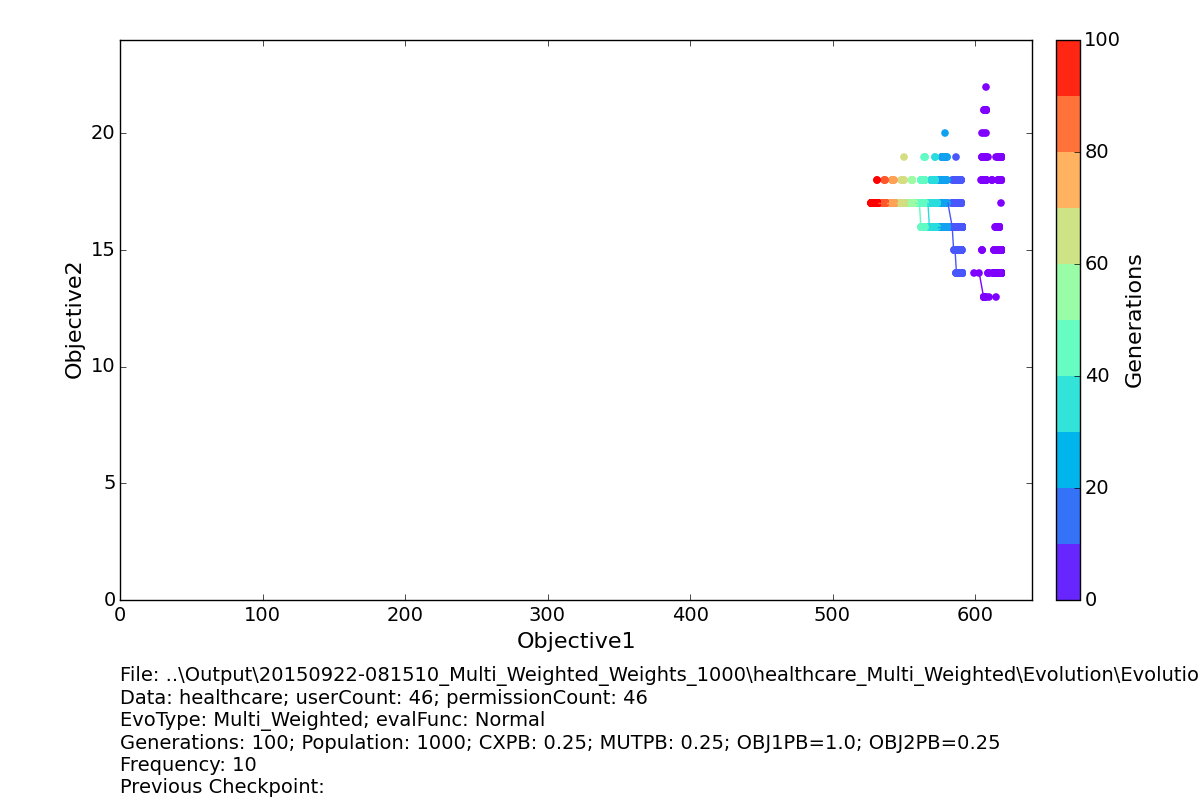 20
15
10
5
0
Objective2
0
100
200
300
400
500
600
Objective1
100
80
60
40
20
0
Generations
File: ..\Output\20150922-081510_Multi_Weighted_Weights_1000\healthcare_Multi_Weighted\Evolution\Evolutio
Data: healthcare; userCount: 46; permissionCount: 46
EvoType: Multi_Weighted; evalFunc: Normal
Generations: 100; Population: 1000; CXPB: 0.25; MUTPB: 0.25; OBJ1PB=1.0; OBJ2PB=0.25
Frequency: 10
Previous Checkpoint: